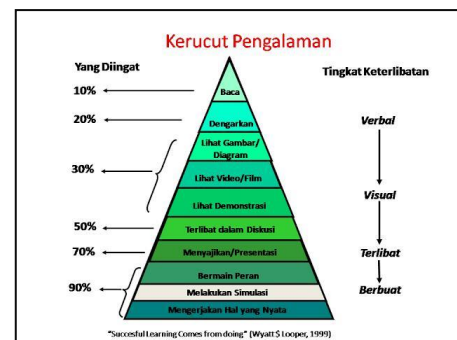 Kerucut Pengalaman
Yang Diingat
Tingkat Keterlibatan
10%
Baca
20%
Dengarkan
Verbal
Lihat Gambar/
Diagram
30%
Lihat Video/Film
Visual
Lihat Demonstrasi
50%
Terlibat dalam Diskusi
70%
Menyajikan/Presentasi
Terlibat
Bermain Peran
90%
Berbuat
Melakukan Simulasi
Mengerjakan Hal yang Nyata
"Succesful Learning Comes from doing" (Wyatt $ Looper, 1999)